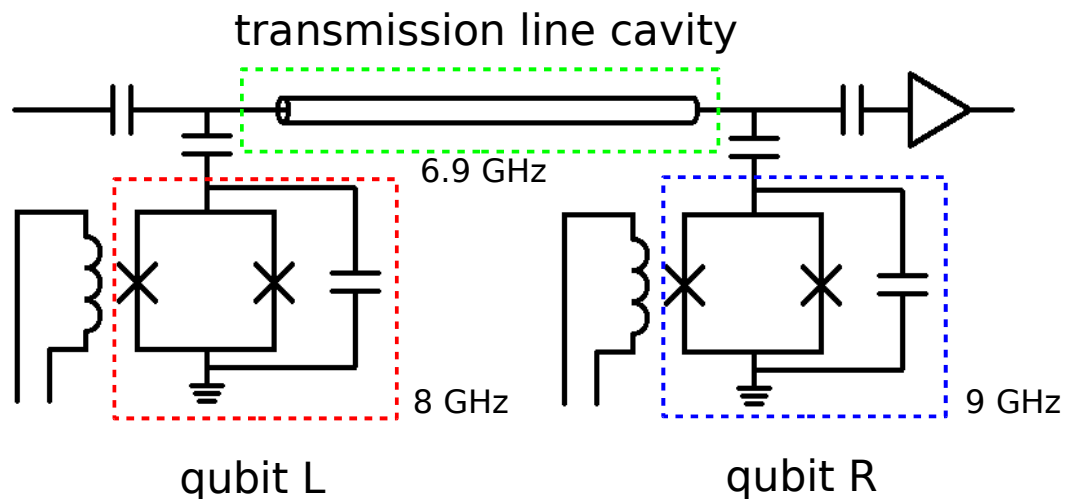 transmission line cavity
6.9 GHz
8 GHz
9 GHz
qubit L
qubit R